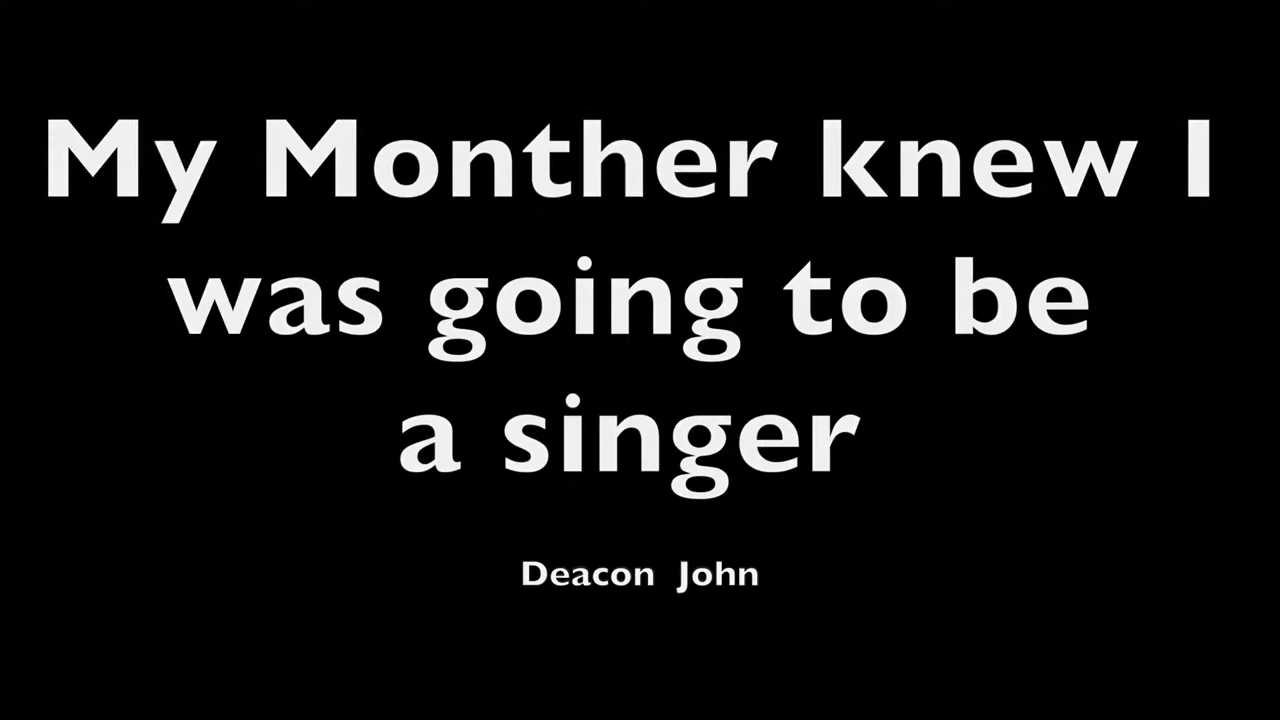 My Monther knew I
was going to be
a singer
Deacon John